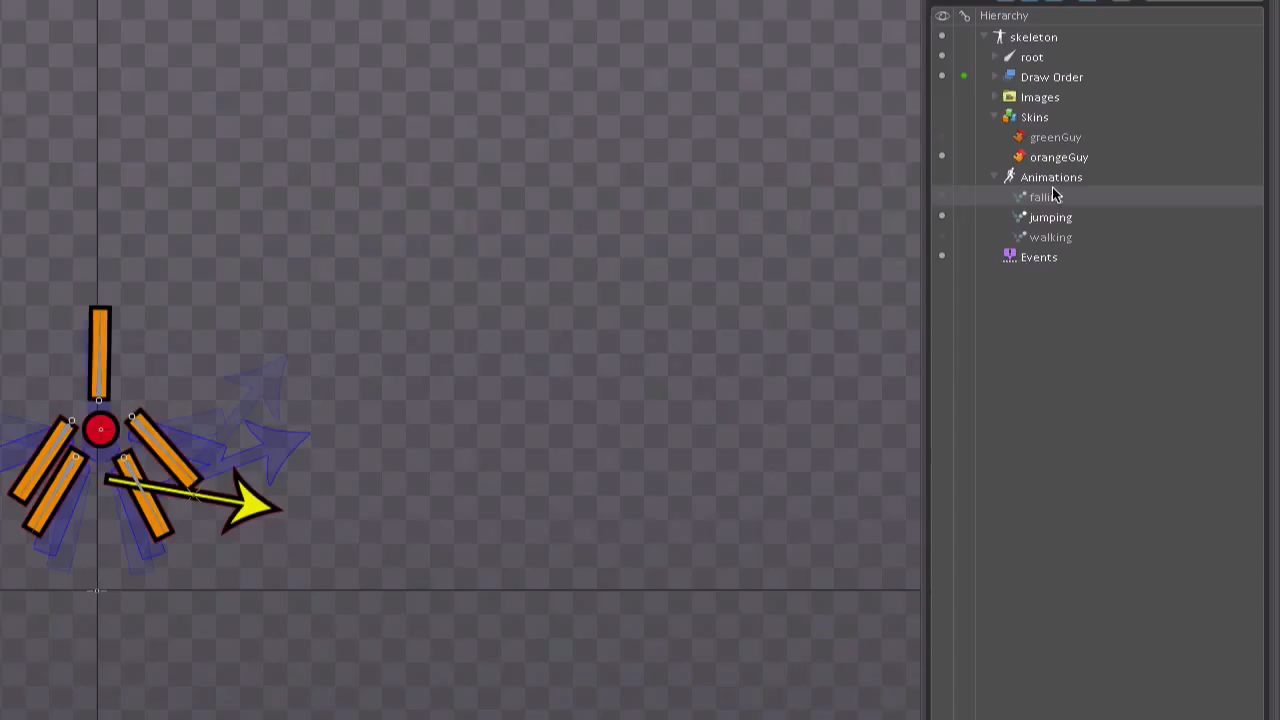 Hierarchy
skeleton
root
Draw Order
Images
Skins
greenGuy
orangeGuy
Animations
jumping
walking
Events